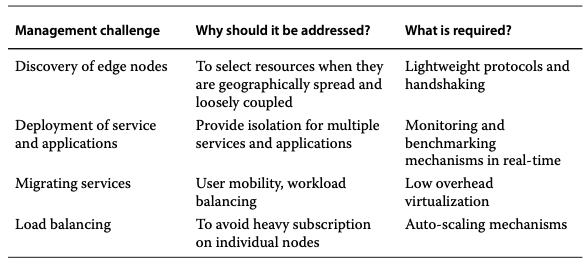 Management challenge Why should it be addressed? What is required?
Discovery of edge nodes To select resources when they Lightweight protocols and
are geographically spread and handshaking
loosely coupled
Deployment of service Provide isolation for multiple Monitoring and
and applications services and applications benchmarking
mechanisms in real-time
Migrating services User mobility, workload Low overhead
balancing virtualization
Load balancing To avoid heavy subscription Auto-scaling mechanisms
on individual nodes